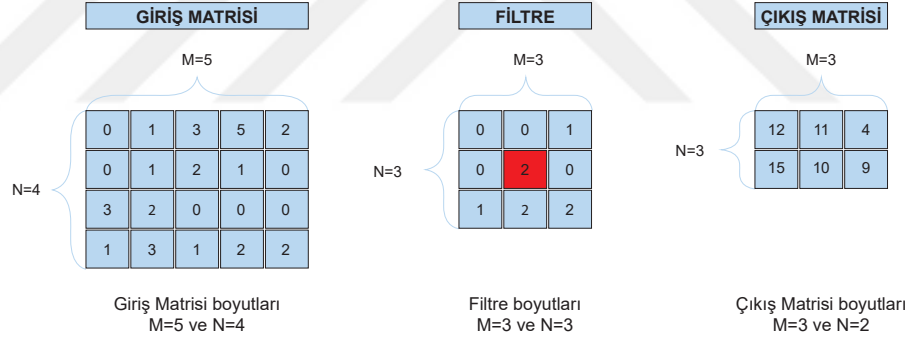 GİRİŞ MATRİSİ
FİLTRE
ÇIKIŞ MATRİSİ
M=5
M=3
M=3
N=4
0 1 3 5 2
0 1 2 1 0
3 2 0 0 0
1 3 1 2 2
N=3
0 0 1
0 2 0
1 2 2
N=3
12 11 4
15 10 9
Giriş Matrisi boyutları
M=5 ve N=4
Filtre boyutları
M=3 ve N=3
Çıkış Matrisi boyutları
M=3 ve N=2